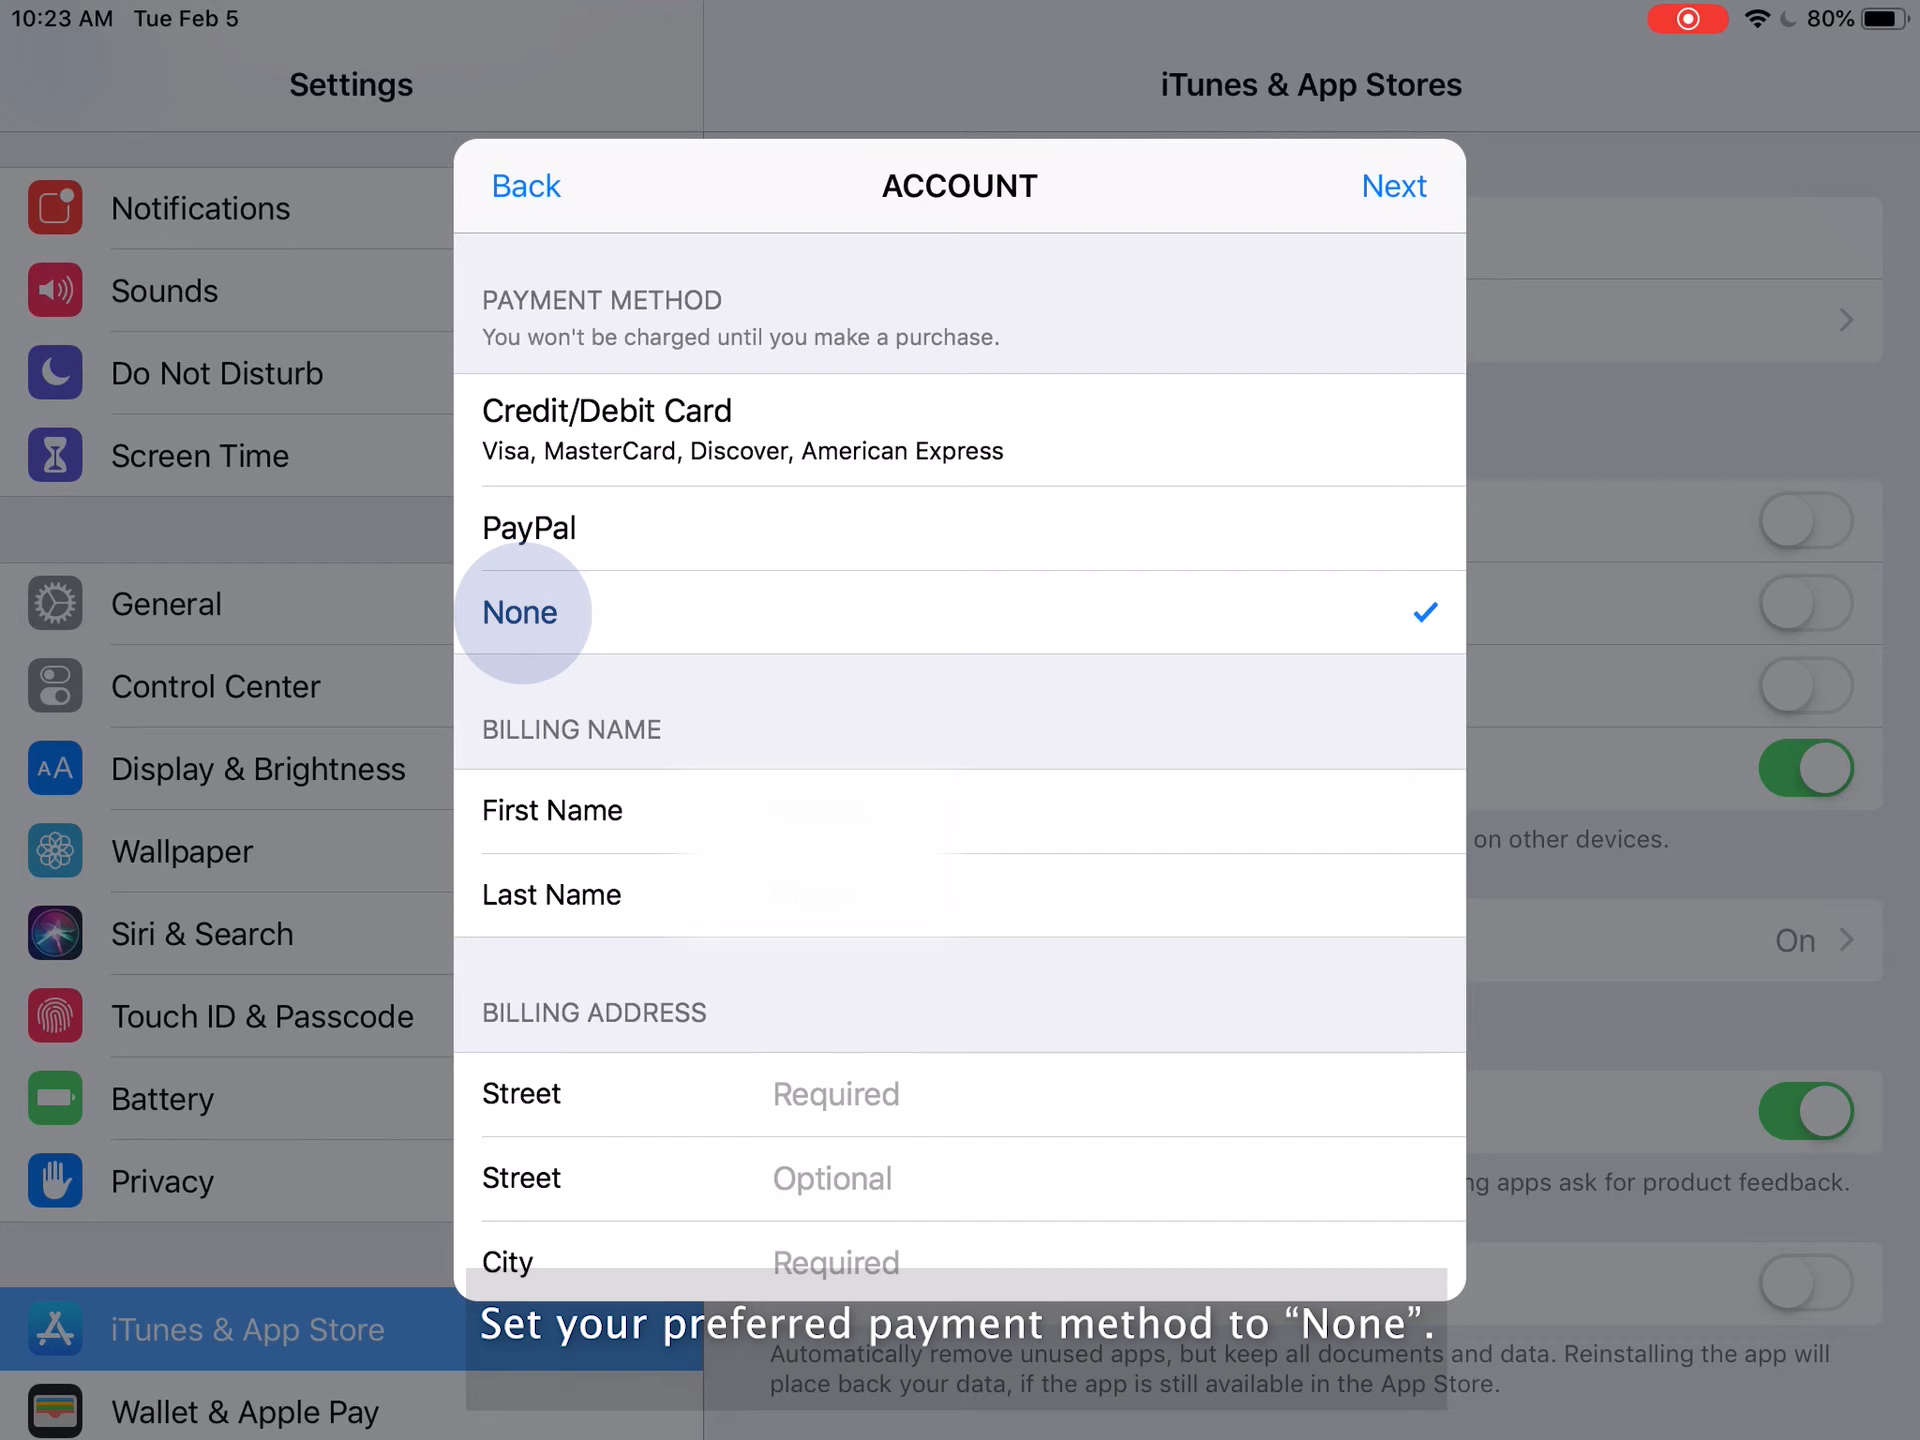 10:23 AM Tue Feb 5
80%
Settings
iTunes & App Stores
Notifications
Sounds
Do Not Disturb
Screen Time
General
Control Center
Display & Brightness
AA
Wallpaper
Siri & Search
Touch ID & Passcode
Battery
Privacy
iTunes & App Store
Wallet & Apple Pay
Back
ACCOUNT
Next
PAYMENT METHOD
You won't be charged until you make a purchase.
Credit/Debit Card
Visa, MasterCard, Discover, American Express
PayPal
None
BILLING NAME
First Name
Last Name
BILLING ADDRESS
Street Required
Street Optional
City Required
on other devices.
On
apps ask for product feedback.
Set your preferred payment method to “None”.
Automatically remove unused apps, but keep all documents and data. Reinstalling the app will
place back your data, if the app is still available in the App Store.